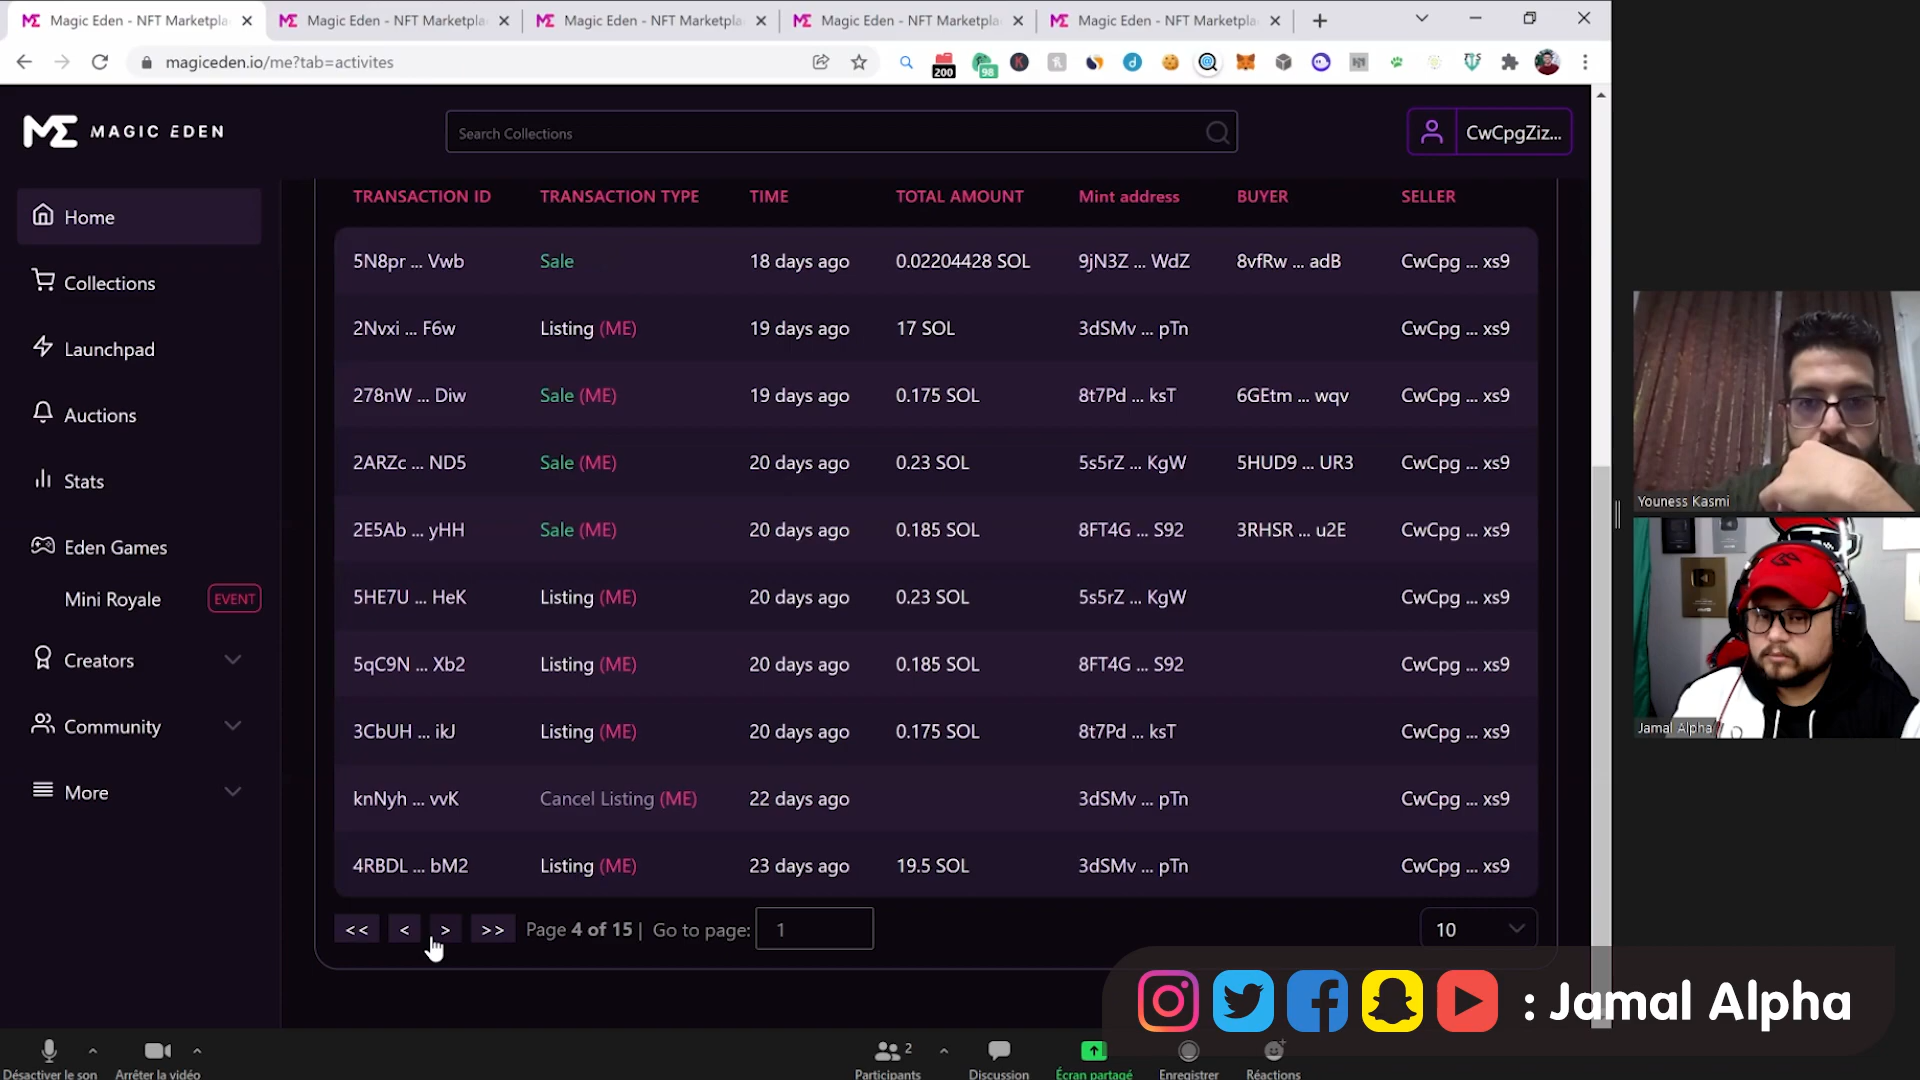 Magic Eden - NFT Marketpla
Magic Eden - NFT Marketpla
Magic Eden - NFT Marketpla
Magic Eden - NFT Marketpla
Magic Eden - NFT Marketpla
magiceden.io/me?tab=activites
200
98
MAGIC EDEN
Search Collections
CwCpgZiz...
Home
Collections
Launchpad
Auctions
Stats
Eden Games
Mini Royale EVENT
Creators
Community
More
TRANSACTION ID TRANSACTION TYPE TIME TOTAL AMOUNT Mint address BUYER SELLER
5N8pr ... Vwb Sale 18 days ago 0.02204428 SOL 9jN3Z ... WdZ 8vfRw ... adB CwCpg ... xs9
2Nvxi ... F6w Listing (ME) 19 days ago 17 SOL 3dSMv ... pTn CwCpg ... xs9
278nW ... Diw Sale (ME) 19 days ago 0.175 SOL 8t7Pd ... ksT 6GEtm ... wqv CwCpg ... xs9
2ARZc ... ND5 Sale (ME) 20 days ago 0.23 SOL 5s5rZ ... KgW 5HUD9 ... UR3 CwCpg ... xs9
2E5Ab ... yHH Sale (ME) 20 days ago 0.185 SOL 8FT4G ... S92 3RHSR ... u2E CwCpg ... xs9
5HE7U ... HeK Listing (ME) 20 days ago 0.23 SOL 5s5rZ ... KgW CwCpg ... xs9
5qC9N ... Xb2 Listing (ME) 20 days ago 0.185 SOL 8FT4G ... S92 CwCpg ... xs9
3CbUH ... ikJ Listing (ME) 20 days ago 0.175 SOL 8t7Pd ... ksT CwCpg ... xs9
knNyh ... vvK Cancel Listing (ME) 22 days ago 3dSMv ... pTn CwCpg ... xs9
4RBDL ... bM2 Listing (ME) 23 days ago 19.5 SOL 3dSMv ... pTn CwCpg ... xs9
<< < > >> Page 4 of 15 | Go to page: 1
10
Youness Kasmi
Jamal Alpha
: Jamal Alpha
2
Désactiver le son
Arrêter la vidéo
Participants
Discussion
Écran partagé
Enregistrer
Réactions